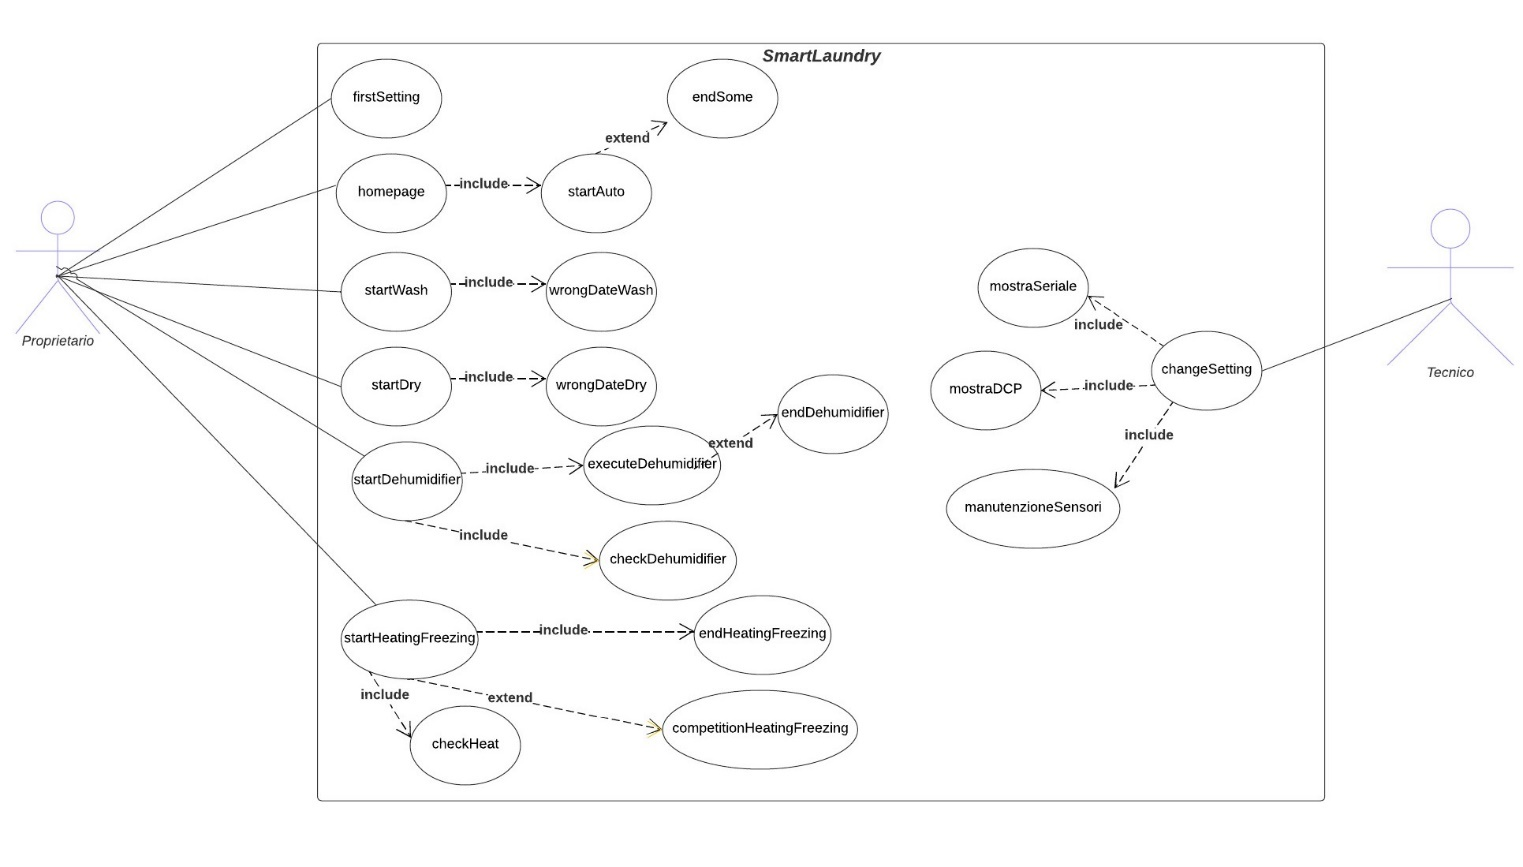 SmartLaundry
firstSetting
endSome
extend
homepage
include
startAuto
startWash
include
wrongDateWash
startDry
include
wrongDateDry
endDehumidifier
extend
startDehumidifier
include
executeDehumidifier
include
checkDehumidifier
startHeatingFreezing
include
endHeatingFreezing
include
extend
competitionHeatingFreezing
checkHeat
mostraSeriale
include
changeSetting
mostraDCP
include
include
manutenzioneSensori
Proprietario
Tecnico